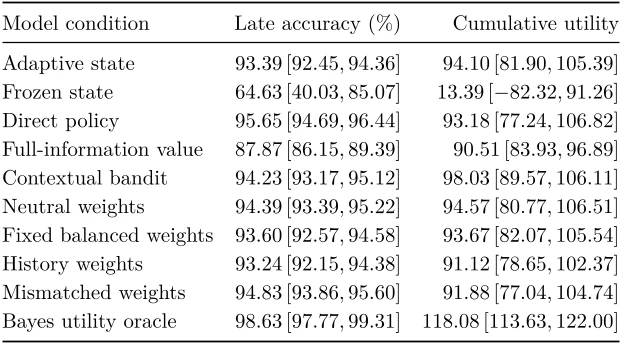 Model condition Late accuracy (%) Cumulative utility
Adaptive state 93.39 [92.45, 94.36] 94.10 [81.90, 105.39]
Frozen state 64.63 [40.03, 85.07] 13.39 [−82.32, 91.26]
Direct policy 95.65 [94.69, 96.44] 93.18 [77.24, 106.82]
Full-information value 87.87 [86.15, 89.39] 90.51 [83.93, 96.89]
Contextual bandit 94.23 [93.17, 95.12] 98.03 [89.57, 106.11]
Neutral weights 94.39 [93.39, 95.22] 94.57 [80.77, 106.51]
Fixed balanced weights 93.60 [92.57, 94.58] 93.67 [82.07, 105.54]
History weights 93.24 [92.15, 94.38] 91.12 [78.65, 102.37]
Mismatched weights 94.83 [93.86, 95.60] 91.88 [77.04, 104.74]
Bayes utility oracle 98.63 [97.77, 99.31] 118.08 [113.63, 122.00]